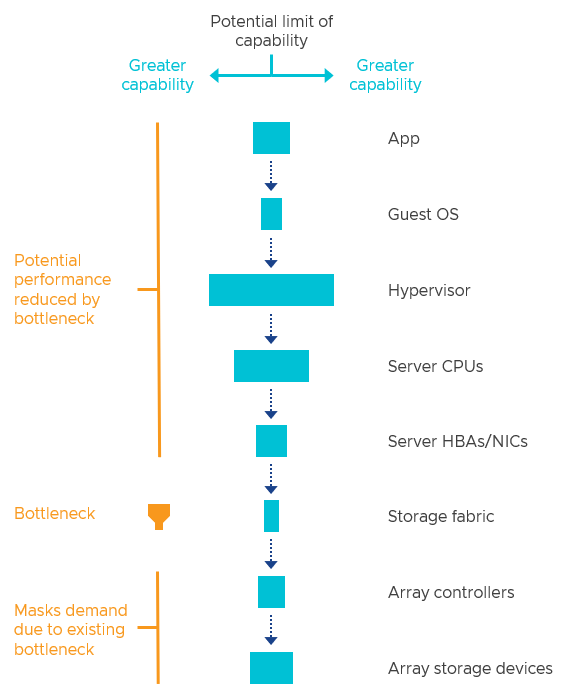 Potential limit of
capability
Greater
capability
Greater
capability
App
Guest OS
Potential
performance
reduced by
bottleneck
Hypervisor
Server CPUs
Server HBAs/NICs
Bottleneck
Storage fabric
Array controllers
Masks demand
due to existing
bottleneck
Array storage devices